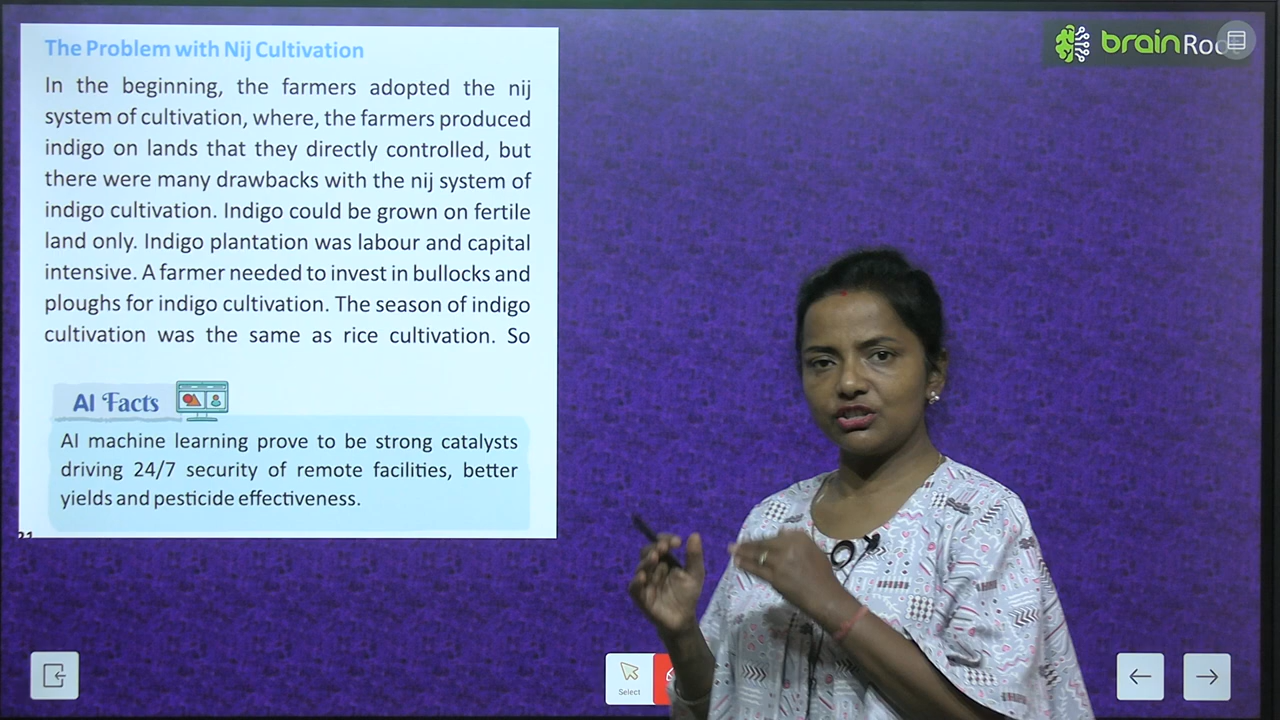 The Problem with Nij Cultivation
In the beginning, the farmers adopted the nij
system of cultivation, where, the farmers produced
indigo on lands that they directly controlled, but
there were many drawbacks with the nij system of
indigo cultivation. Indigo could be grown on fertile
land only. Indigo plantation was labour and capital
intensive. A farmer needed to invest in bullocks and
ploughs for indigo cultivation. The season of indigo
cultivation was the same as rice cultivation. So
AI Facts
AI machine learning prove to be strong catalysts
driving 24/7 security of remote facilities, better
yields and pesticide effectiveness.
brain
Select